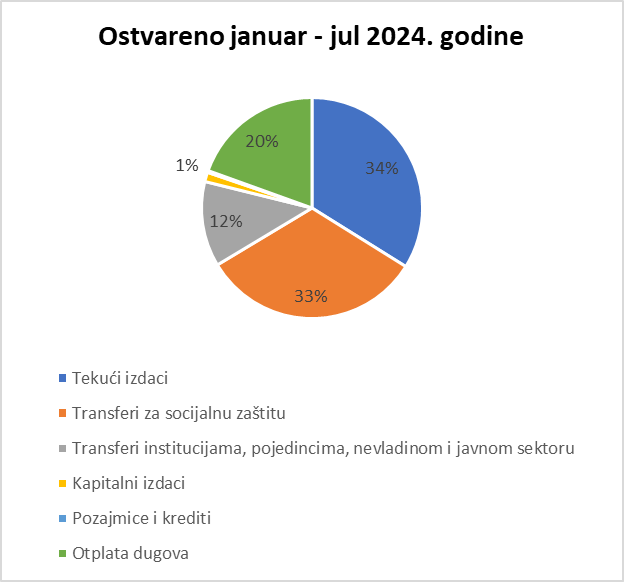 Ostvareno januar - jul 2024. godine
20%
34%
1%
12%
33%
Tekući izdaci
Transferi za socijalnu zaštitu
Transferi institucijama, pojedincima, nevladinom i javnom sektoru
Kapitalni izdaci
Pozajmice i krediti
Otplata dugova